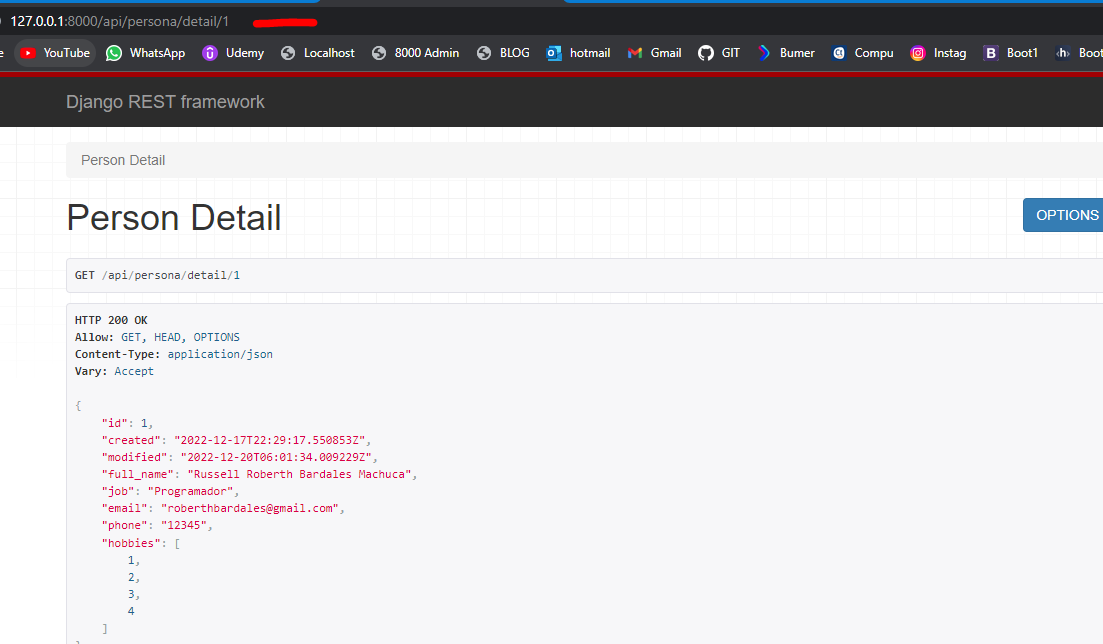 127.0.0.1:8000/api/persona/detail/1
YouTube WhatsApp Udemy Localhost 8000 Admin BLOG hotmail Gmail GIT Bumer Compu Instag B Boot1 Boot
Django REST framework
Person Detail
Person Detail
OPTIONS
GET /api/persona/detail/1
HTTP 200 OK
Allow: GET, HEAD, OPTIONS
Content-Type: application/json
Vary: Accept
{
"id": 1,
"created": "2022-12-17T22:29:17.550853Z",
"modified": "2022-12-20T06:01:34.009229Z",
"full_name": "Russell Roberth Bardales Machuca",
"job": "Programador",
"email": "roberthbardales@gmail.com",
"phone": "12345",
"hobbies": [
1,
2,
3,
4
]